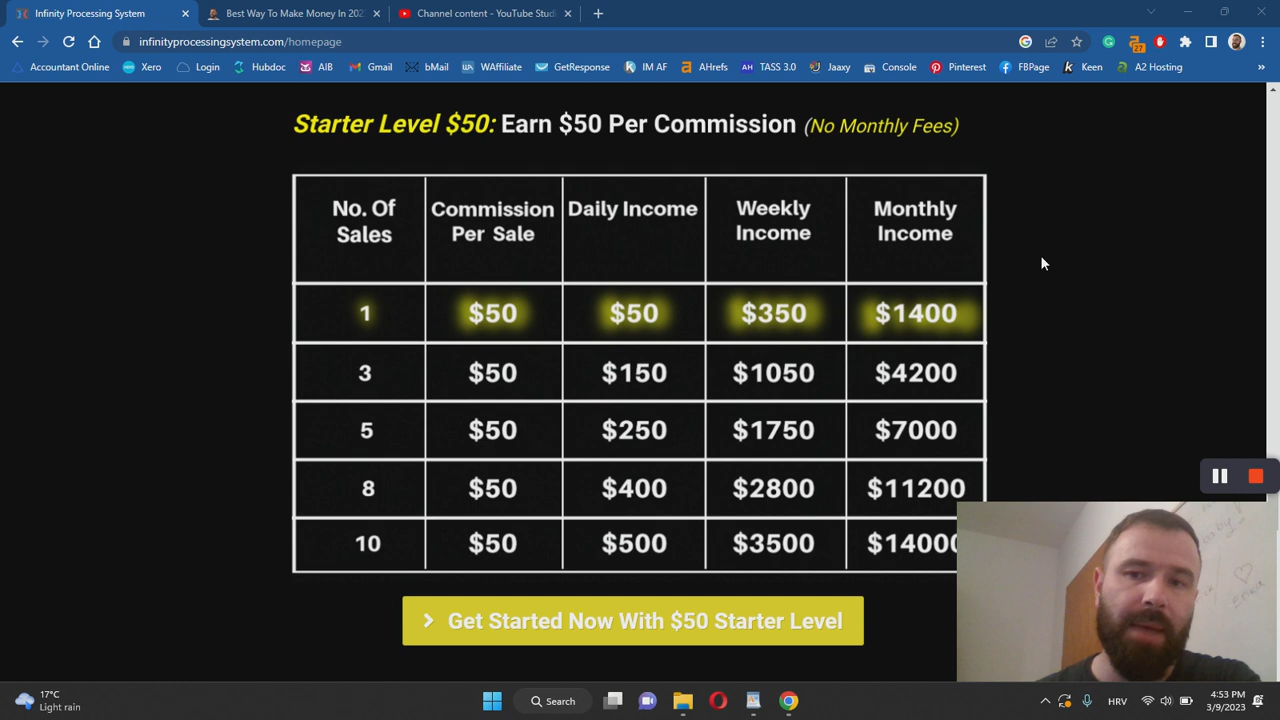 Infinity Processing System
Best Way To Make Money In 202
Channel content - YouTube Stud
infinityprocessingsystem.com/homepage
27
Accountant Online
Xero
Login
Hubdoc
AIB
Gmail
bMail
WAffiliate
GetResponse
IM AF
AHrefs
TASS 3.0
Jaaxy
Console
Pinterest
FBPage
Keen
A2 Hosting
Starter Level $50: Earn $50 Per Commission (No Monthly Fees)
No. Of Sales Commission Per Sale Daily Income Weekly Income Monthly Income
1 $50 $50 $350 $1400
3 $50 $150 $1050 $4200
5 $50 $250 $1750 $7000
8 $50 $400 $2800 $11200
10 $50 $500 $3500 $14000
Get Started Now With $50 Starter Level
17°C
Light rain
Search
HRV
4:53 PM
3/9/2023